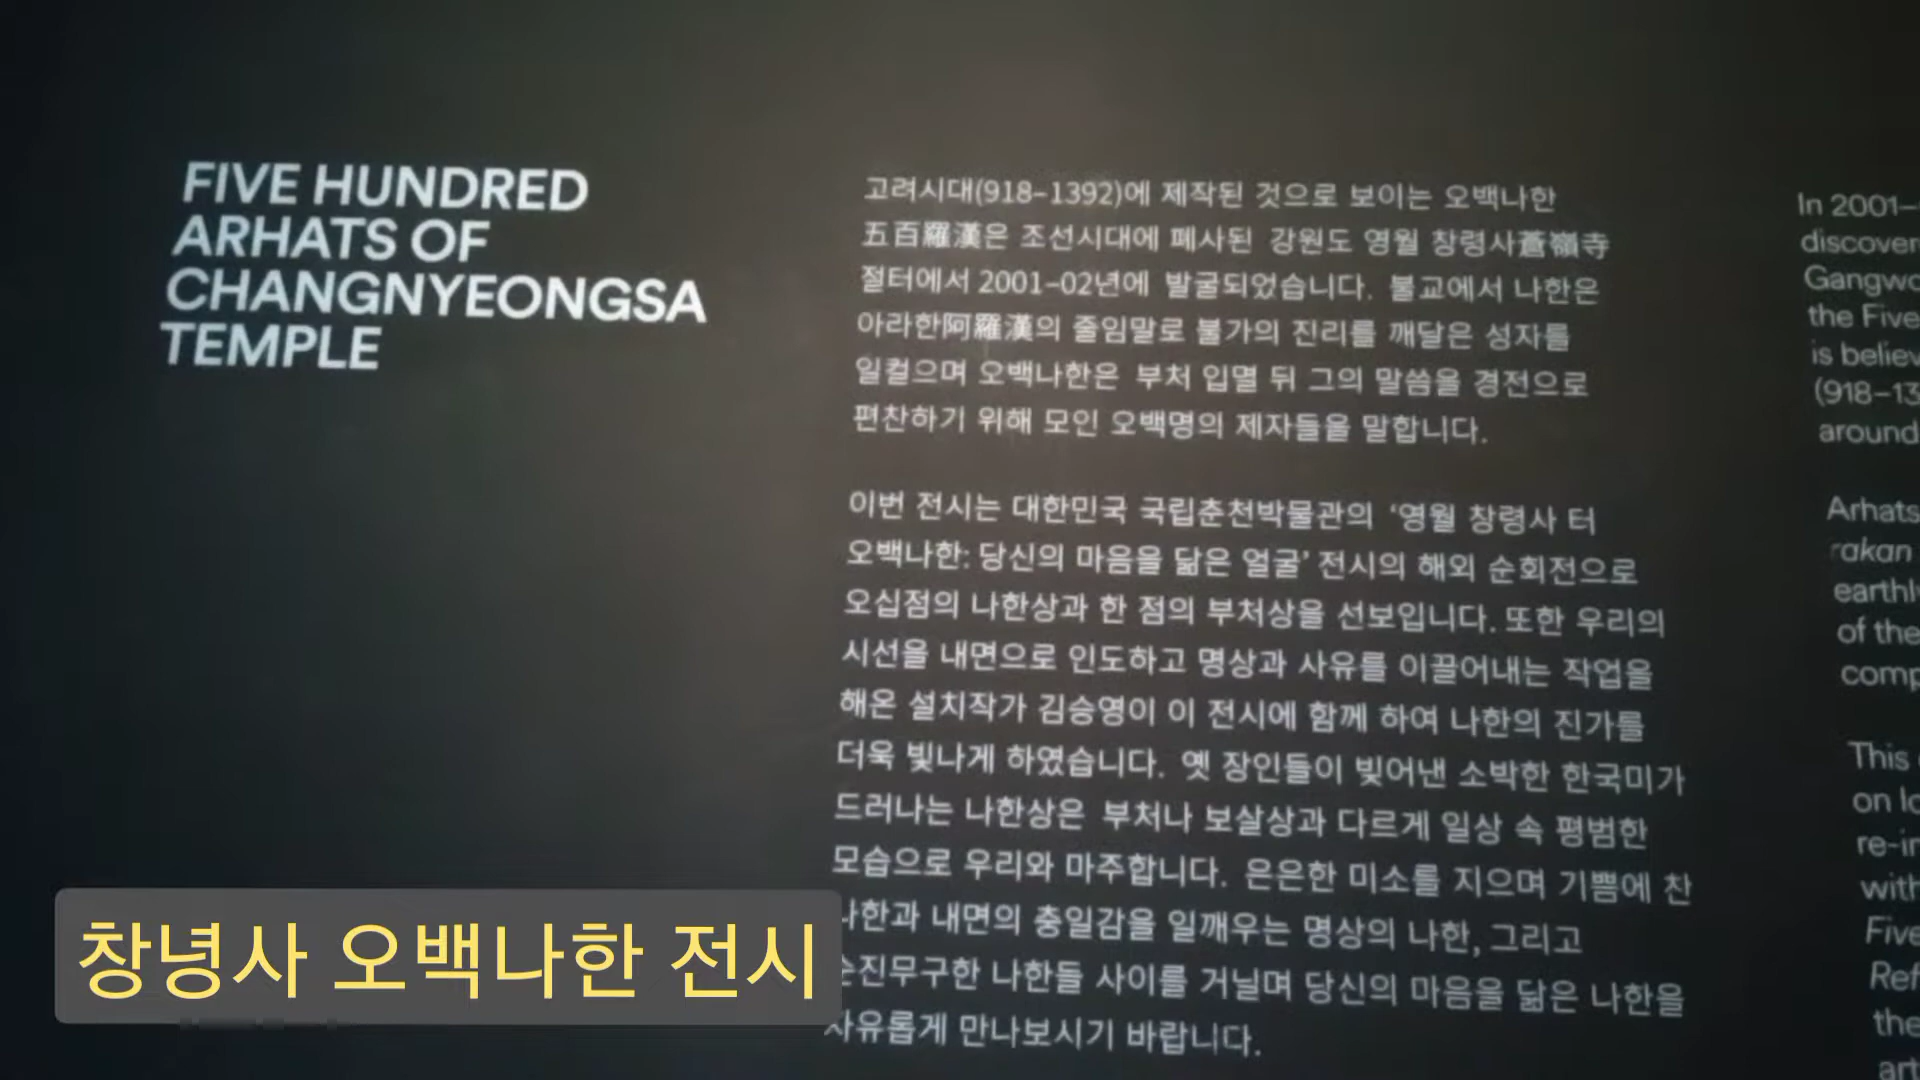 FIVE HUNDRED
ARHATS OF
CHANGNYEONGSA
TEMPLE
고려시대(918–1392)에 제작된 것으로 보이는 오백나한
五百羅漢은 조선시대에 폐사된 강원도 영월 창령사蒼嶺寺
절터에서 2001–02년에 발굴되었습니다. 불교에서 나한은
아라한阿羅漢의 줄임말로 불가의 진리를 깨달은 성자를
일컬으며 오백나한은 부처 입멸 뒤 그의 말씀을 경전으로
편찬하기 위해 모인 오백명의 제자들을 말합니다.
이번 전시는 대한민국 국립춘천박물관의 ‘영월 창령사 터
오백나한: 당신의 마음을 닮은 얼굴’ 전시의 해외 순회전으로
오십점의 나한상과 한 점의 부처상을 선보입니다. 또한 우리의
시선을 내면으로 인도하고 명상과 사유를 이끌어내는 작업을
해온 설치작가 김승영이 이 전시에 함께 하여 나한의 진가를
더욱 빛나게 하였습니다. 옛 장인들이 빚어낸 소박한 한국미가
드러나는 나한상은 부처나 보살상과 다르게 일상 속 평범한
모습으로 우리와 마주합니다. 은은한 미소를 지으며 기쁨에 찬
나한과 내면의 충일감을 일깨우는 명상의 나한, 그리고
순진무구한 나한들 사이를 거닐며 당신의 마음을 닮은 나한을
자유롭게 만나보시기 바랍니다.
In 2001–
discover
Gangwo
the Five
is believ
(918–13
around
Arhats
rakan
earthly
of the
comp
This
on lo
re-in
with
Five
Ref
the
art
창녕사 오백나한 전시